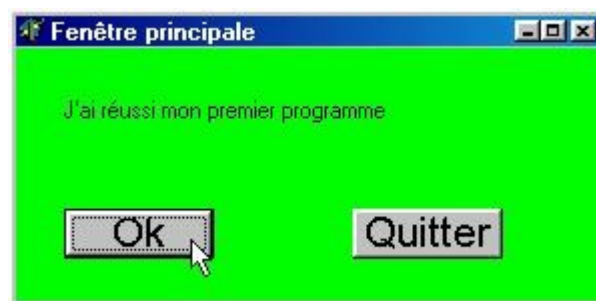 Fenêtre principale
J'ai réussi mon premier programme
Ok
Quitter